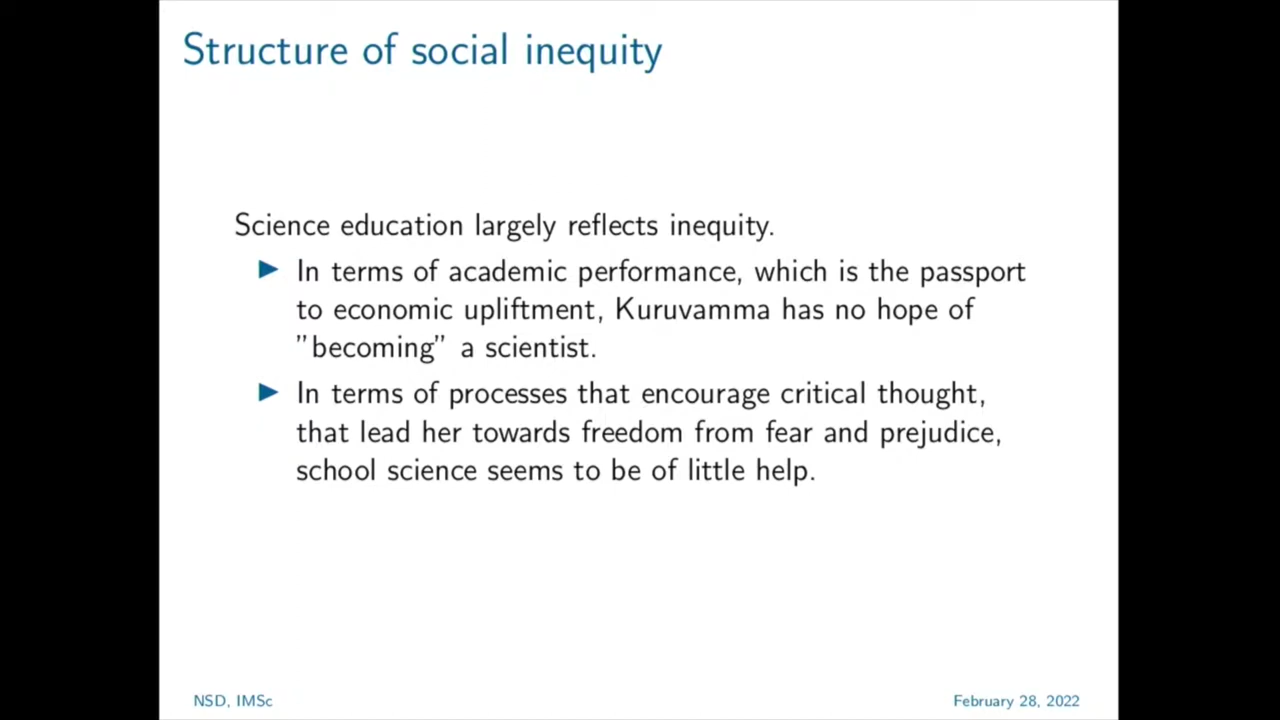 Structure of social inequity
Science education largely reflects inequity.
▶ In terms of academic performance, which is the passport
to economic upliftment, Kuruvamma has no hope of
”becoming” a scientist.
▶ In terms of processes that encourage critical thought,
that lead her towards freedom from fear and prejudice,
school science seems to be of little help.
NSD, IMSc
February 28, 2022